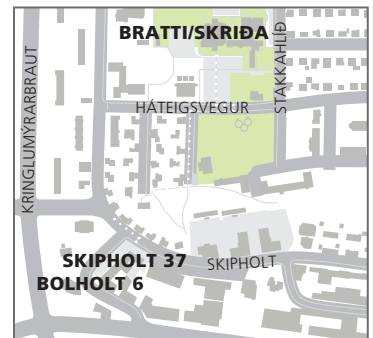 BRATTI/SKRIÐA
HÁTEIGSVEGUR
STAKKAHLÍÐ
KRINGLUMÝRARBRAUT
SKIPHOLT 37
SKIPHOLT
BOLHOLT 6